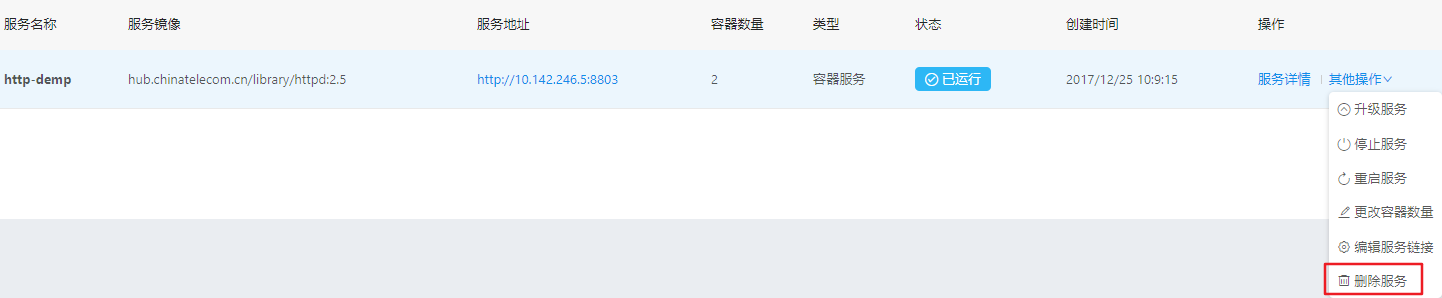 服务名称 服务镜像 服务地址 容器数量 类型 状态 创建时间 操作
http-demp hub.chinatelecom.cn/library/httpd:2.5 http://10.142.246.5:8803 2 容器服务 已运行 2017/12/25 10:9:15 服务详情 其他操作
升级服务
停止服务
重启服务
更改容器数量
编辑服务链接
删除服务